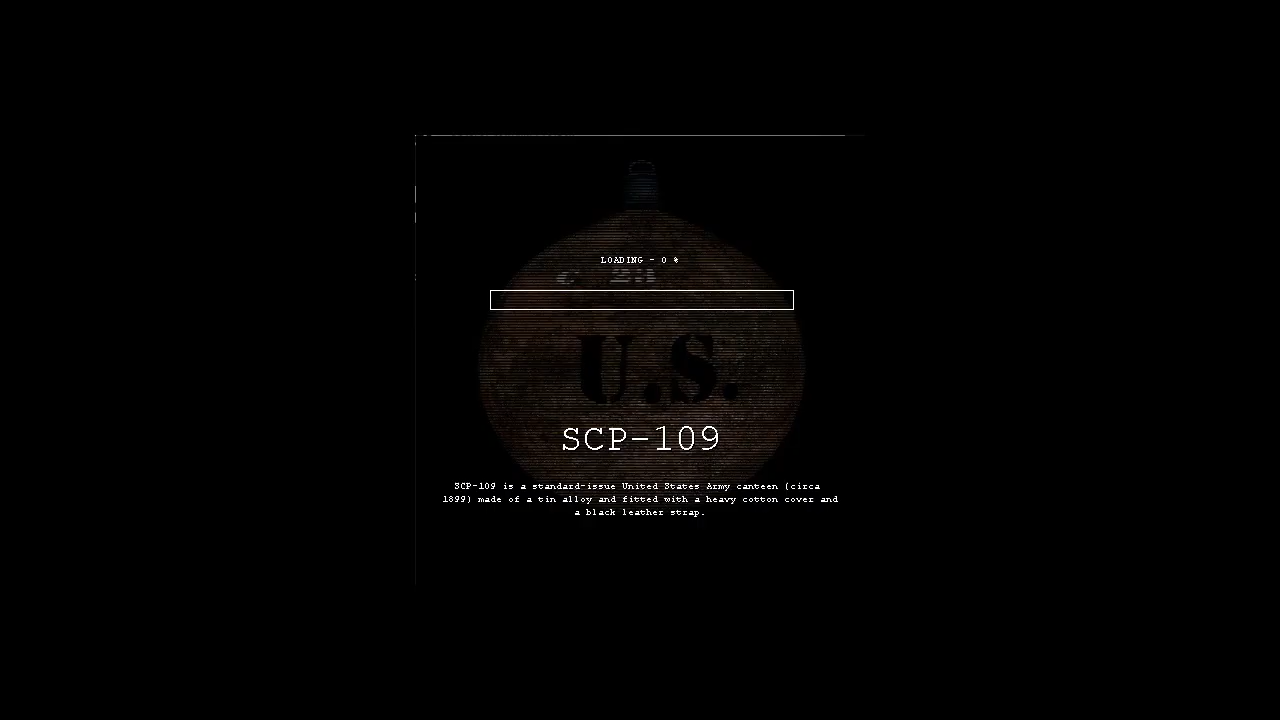 LOADING - 0 %
U.S.
SCP-109
SCP-109 is a standard-issue United States Army canteen (circa
1899) made of a tin alloy and fitted with a heavy cotton cover and
a black leather strap.